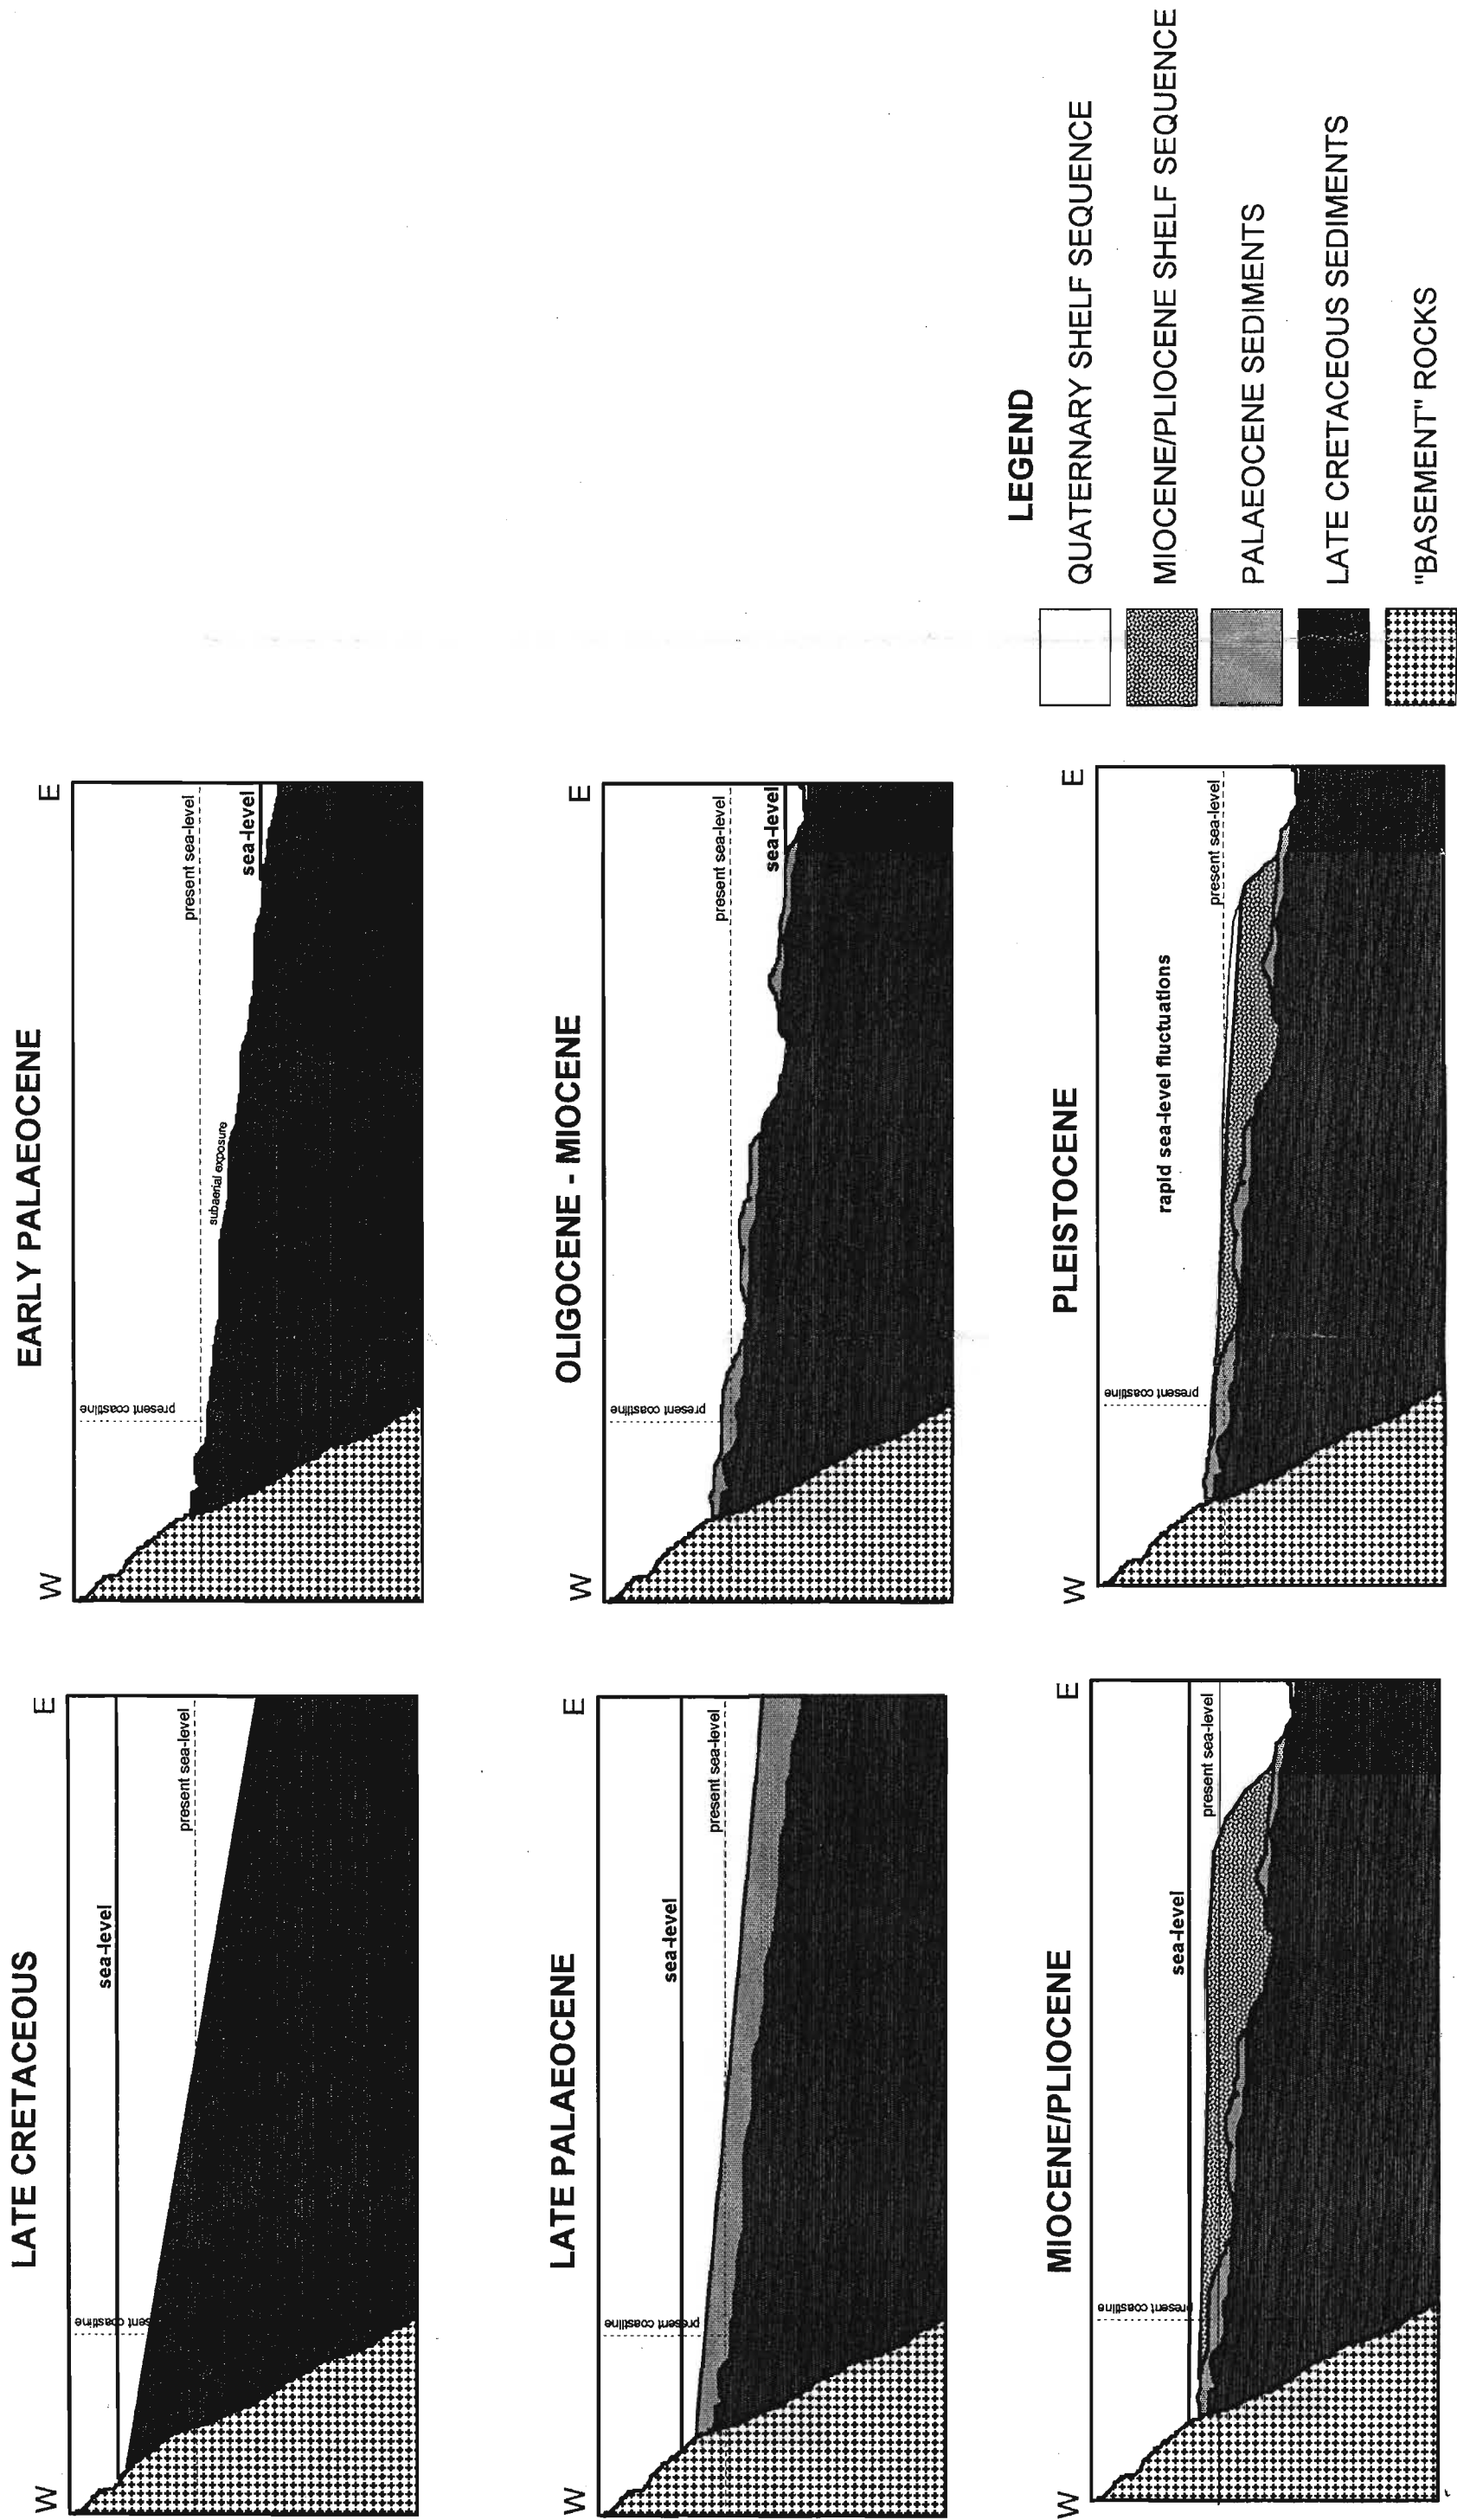 LATE CRETACEOUS
W
E
sea-level
present sea-level
present coastline
EARLY PALAEOCENE
W
E
present sea-level
sea-level
subaerial exposure
present coastline
LATE PALAEOCENE
W
E
sea-level
present sea-level
present coastline
OLIGOCENE - MIOCENE
W
E
present sea-level
sea-level
present coastline
MIOCENE/PLIOCENE
W
E
sea-level
present sea-level
present coastline
PLEISTOCENE
W
E
rapid sea-level fluctuations
present sea-level
present coastline
LEGEND
QUATERNARY SHELF SEQUENCE
MIOCENE/PLIOCENE SHELF SEQUENCE
PALAEOCENE SEDIMENTS
LATE CRETACEOUS SEDIMENTS
"BASEMENT" ROCKS